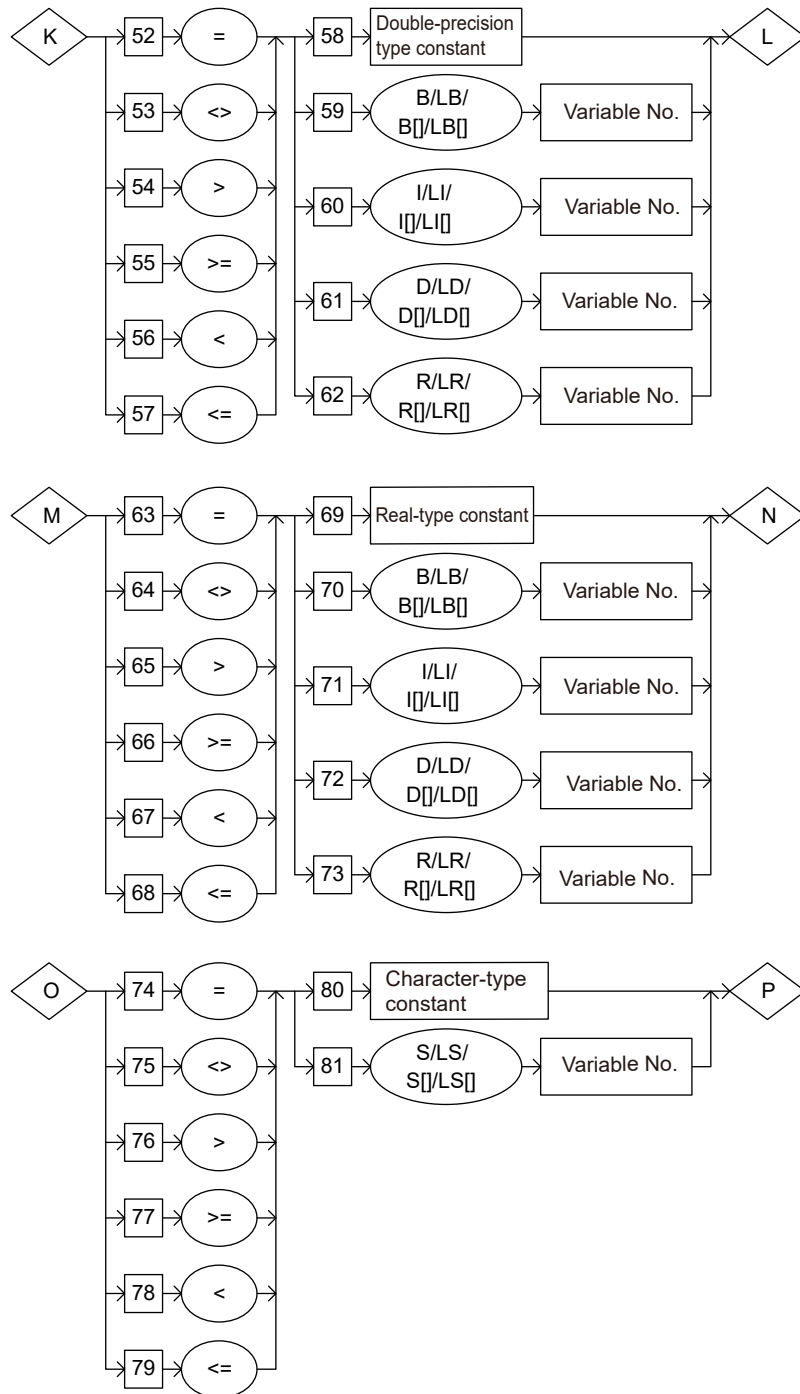 K
52
=
58
Double-precision
type constant
L
53
<>
59
B/LB/
B[]/LB[]
Variable No.
54
>
60
I/LI/
I[]/LI[]
Variable No.
55
>=
61
D/LD/
D[]/LD[]
Variable No.
56
<
62
R/LR/
R[]/LR[]
Variable No.
57
<=
M
63
=
69
Real-type constant
N
64
<>
70
B/LB/
B[]/LB[]
Variable No.
65
>
71
I/LI/
I[]/LI[]
Variable No.
66
>=
72
D/LD/
D[]/LD[]
Variable No.
67
<
73
R/LR/
R[]/LR[]
Variable No.
68
<=
O
74
=
80
Character-type
constant
P
75
<>
81
S/LS/
S[]/LS[]
Variable No.
76
>
77
>=
78
<
79
<=